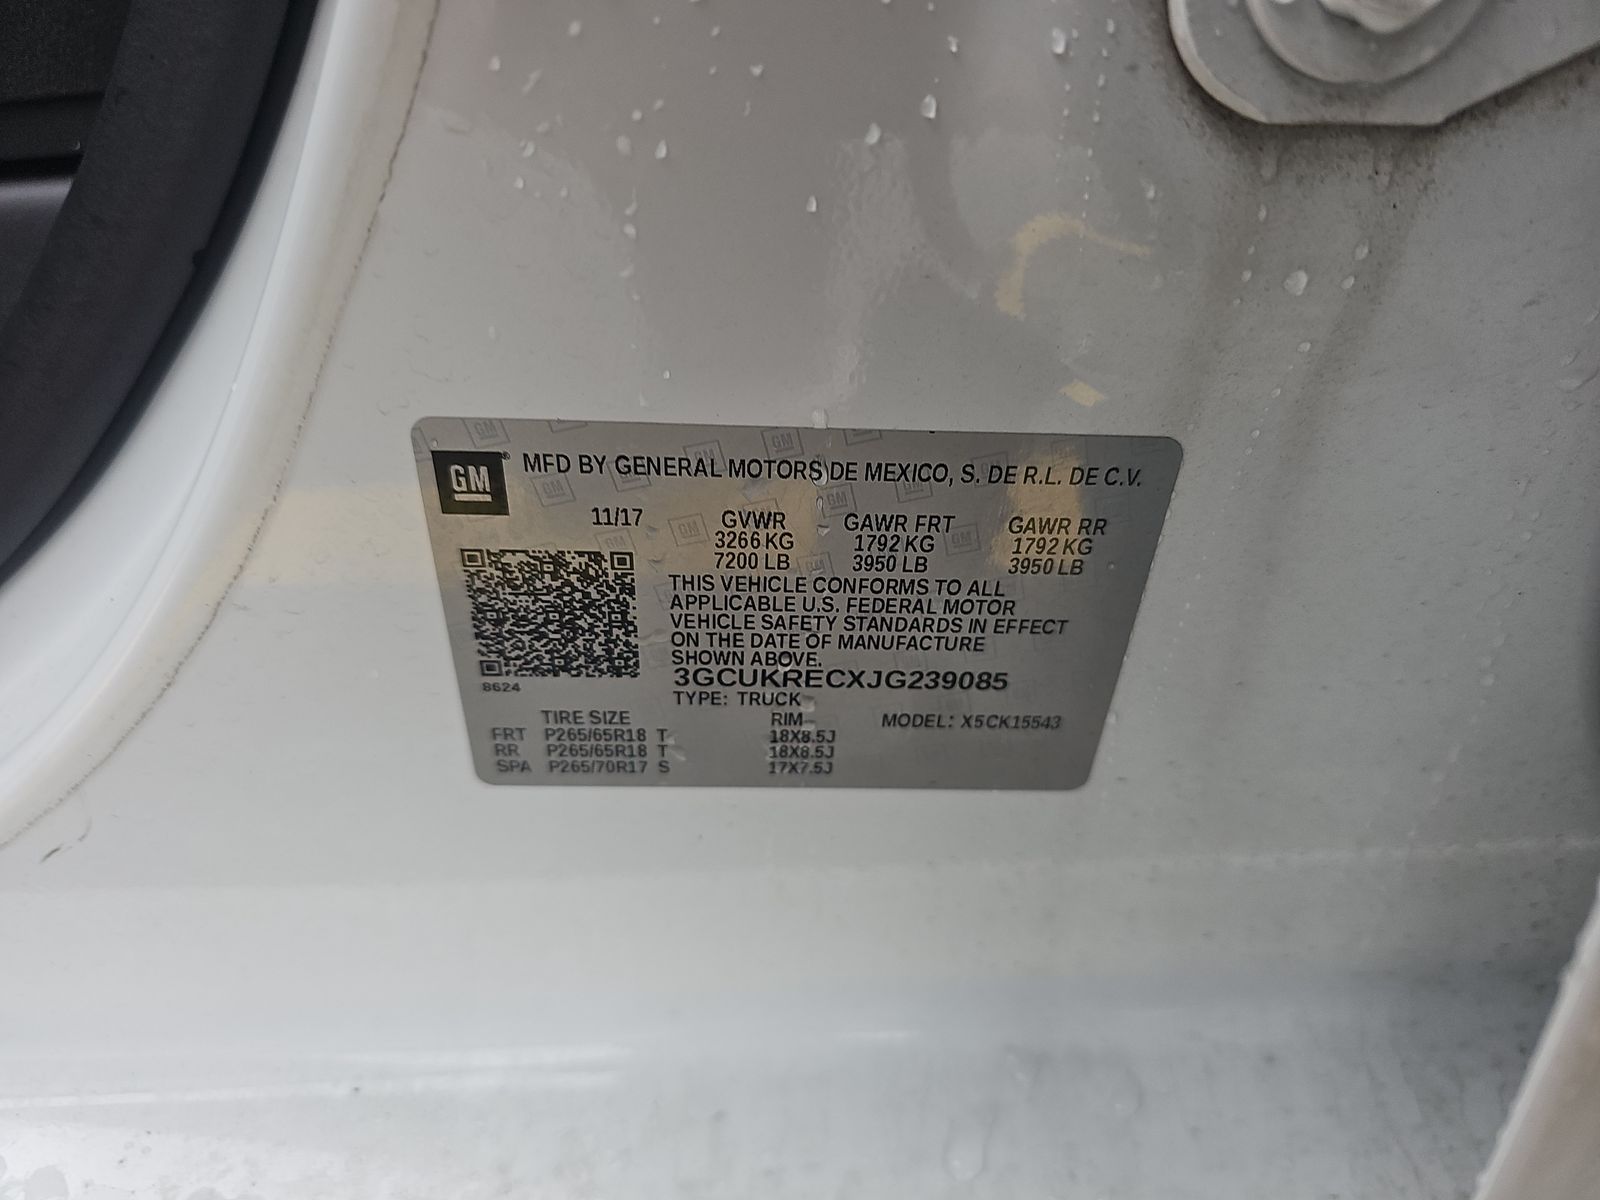 GM® MFD BY GENERAL MOTORS DE MEXICO, S. DE R.L. DE C.V.
11/17 GVWR GAWR FRT GAWR RR
3266 KG 1792 KG 1792 KG
7200 LB 3950 LB 3950 LB
THIS VEHICLE CONFORMS TO ALL
APPLICABLE U.S. FEDERAL MOTOR
VEHICLE SAFETY STANDARDS IN EFFECT
ON THE DATE OF MANUFACTURE
SHOWN ABOVE.
3GCUKRECXJG239085
8624
TYPE: TRUCK
TIRE SIZE RIM MODEL: X5CK15543
FRT P265/65R18 T 18X8.5J
RR P265/65R18 T 18X8.5J
SPA P265/70R17 S 17X7.5J